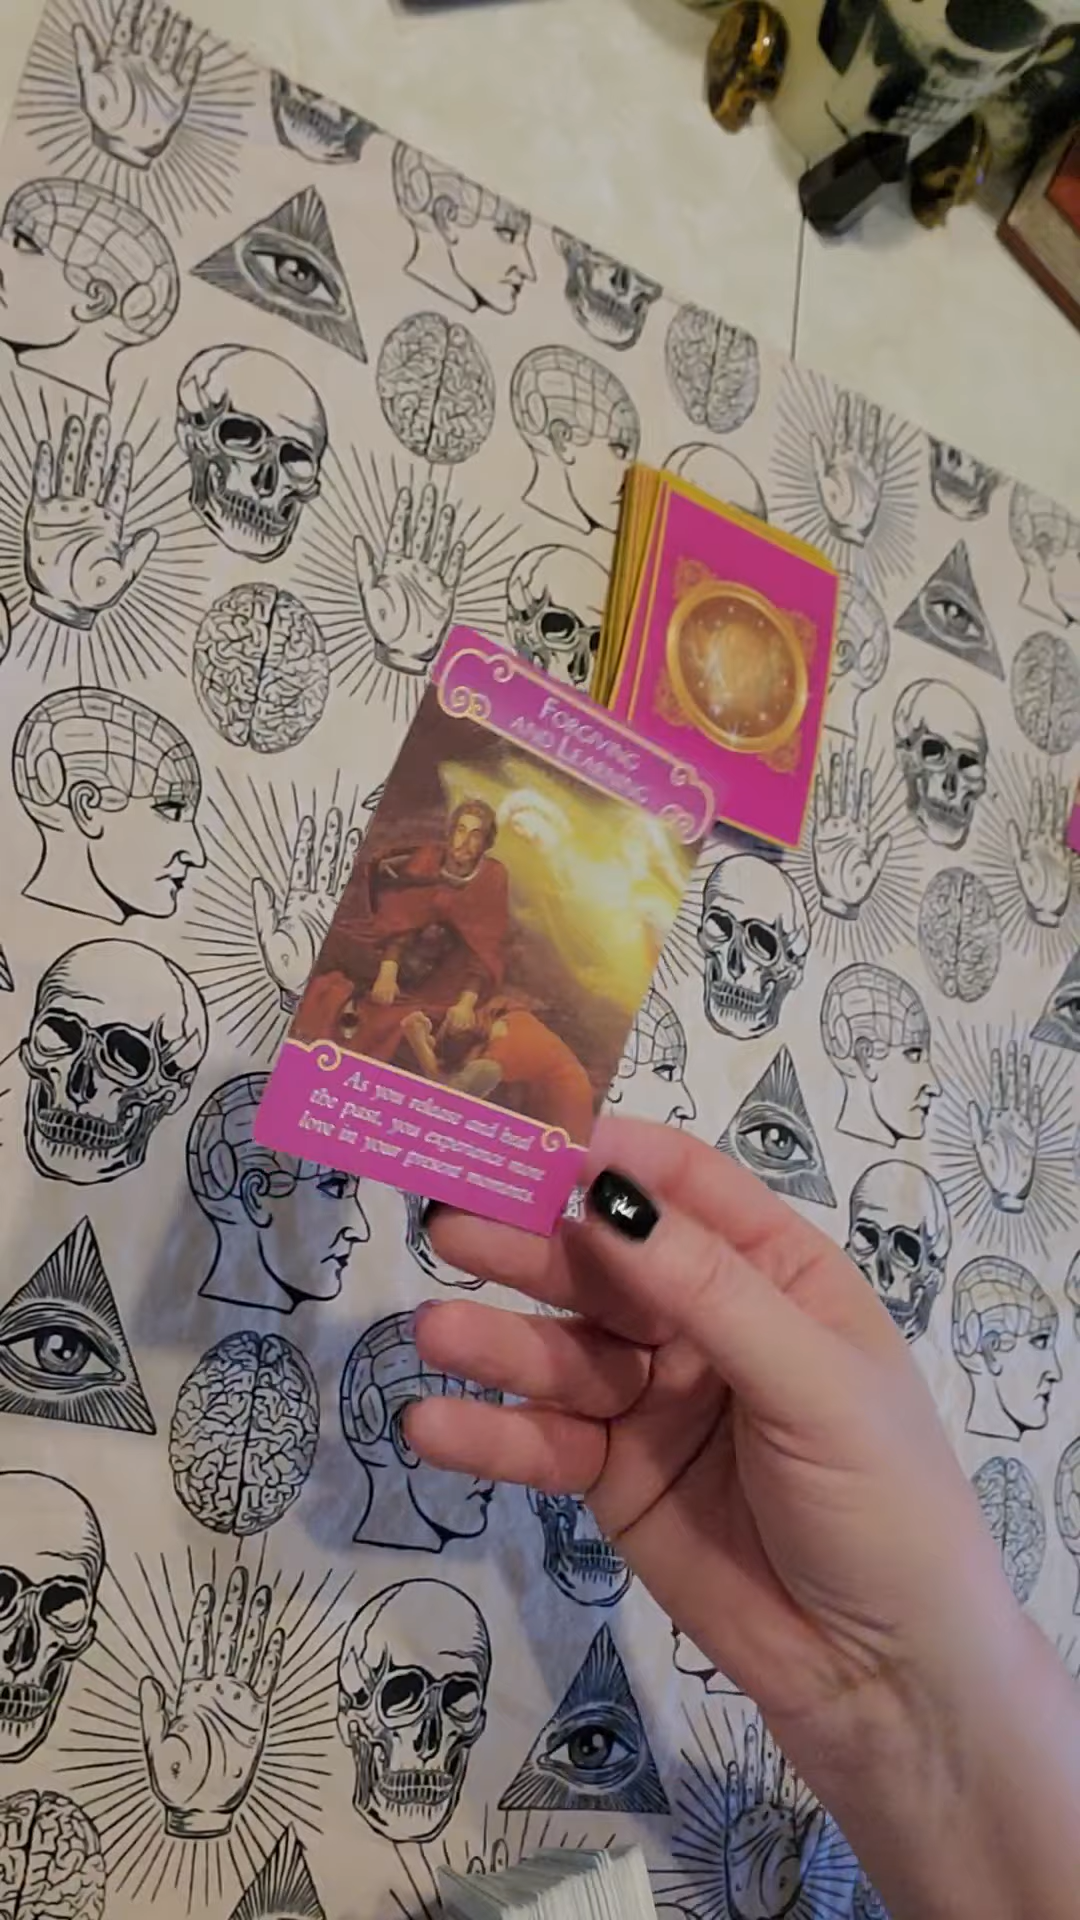 FORGIVING
AND LEARNING
As you release and heal
the past, you experience more
love in your present moments.